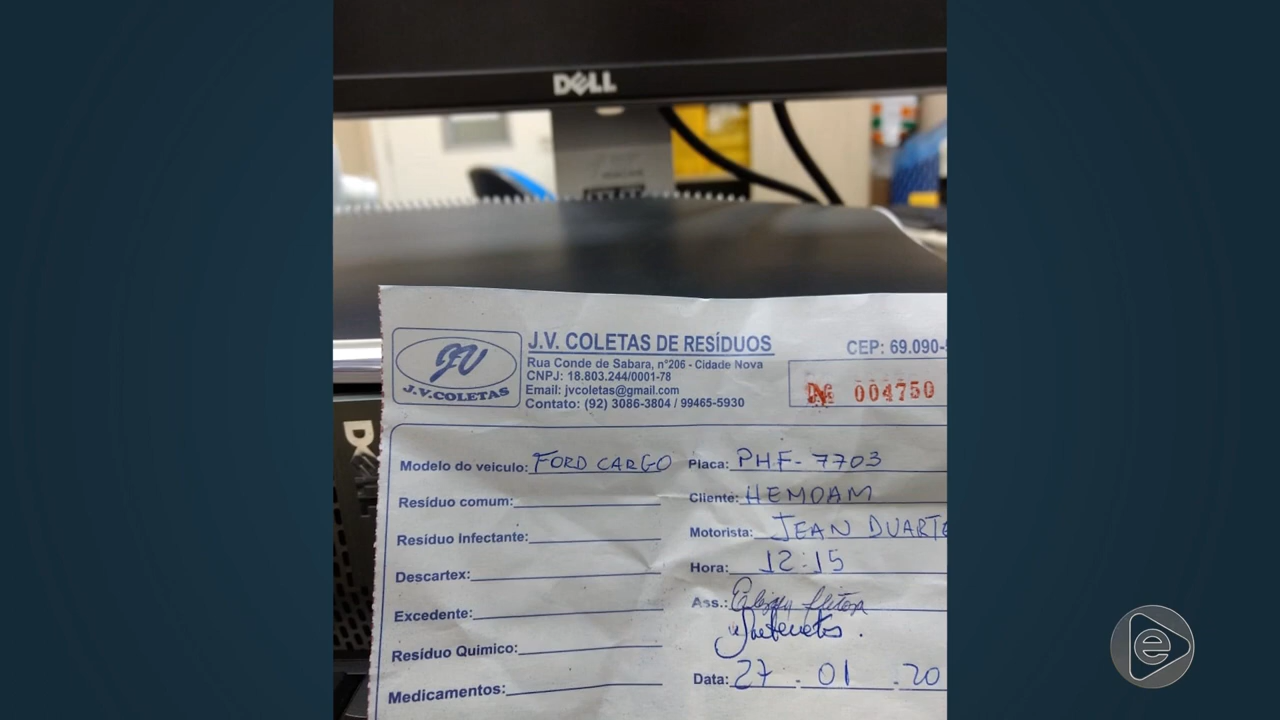 DELL
J.V. COLETAS DE RESÍDUOS
Rua Conde de Sabara, n°206 - Cidade Nova
CNPJ: 18.803.244/0001-78
Email: jvcoletas@gmail.com
Contato: (92) 3086-3804 / 99465-5930
CEP: 69.090-
JV
J.V.COLETAS
Nº 004750
Modelo do veiculo: FORD CARGO Placa: PHF-7703
Resíduo comum: Cliente: HEMOAM
Resíduo Infectante: Motorista: JEAN DUARTE
Descartex: Hora: 12:15
Excedente: Ass.:
Resíduo Quimico:
Medicamentos: Data: 27.01.20
e